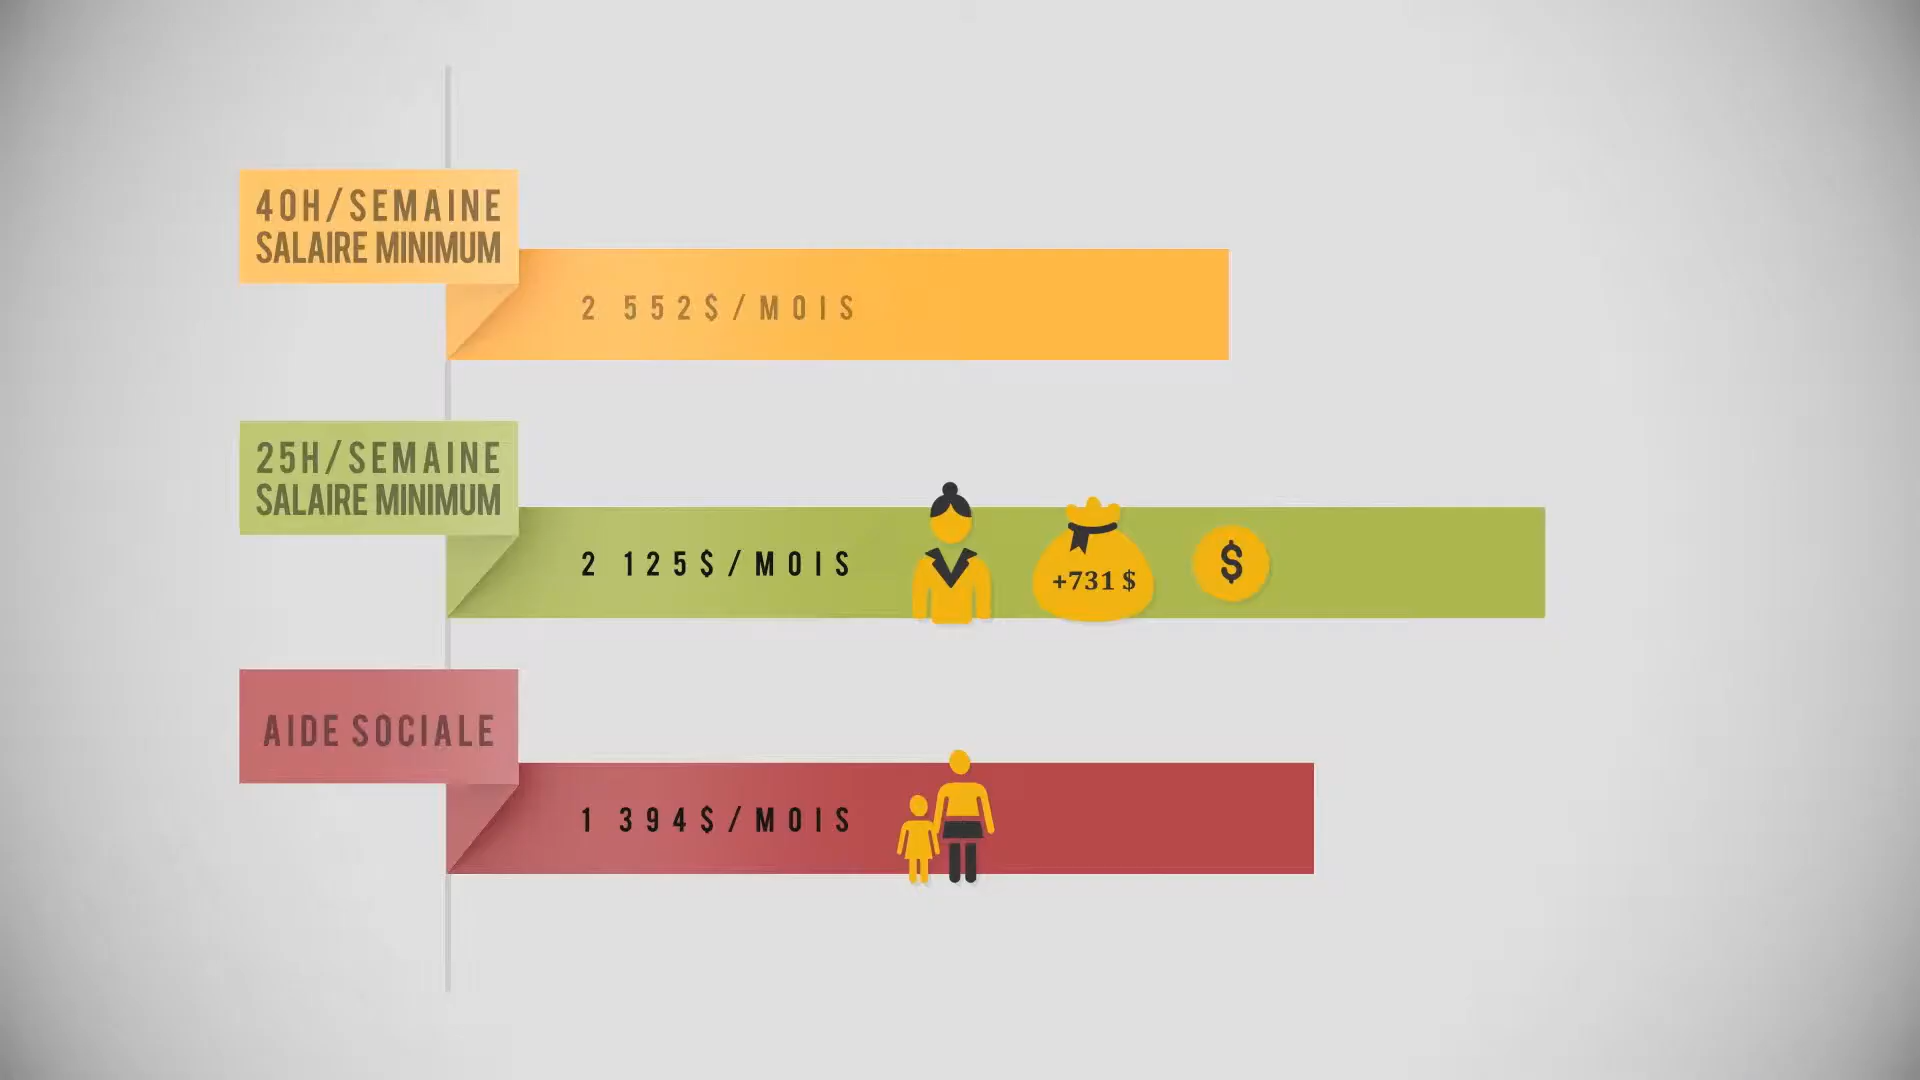 40H/SEMAINE
SALAIRE MINIMUM
2 552$/MOIS
25H/SEMAINE
SALAIRE MINIMUM
2 125$/MOIS
+731 $
$
AIDE SOCIALE
1 394$/MOIS